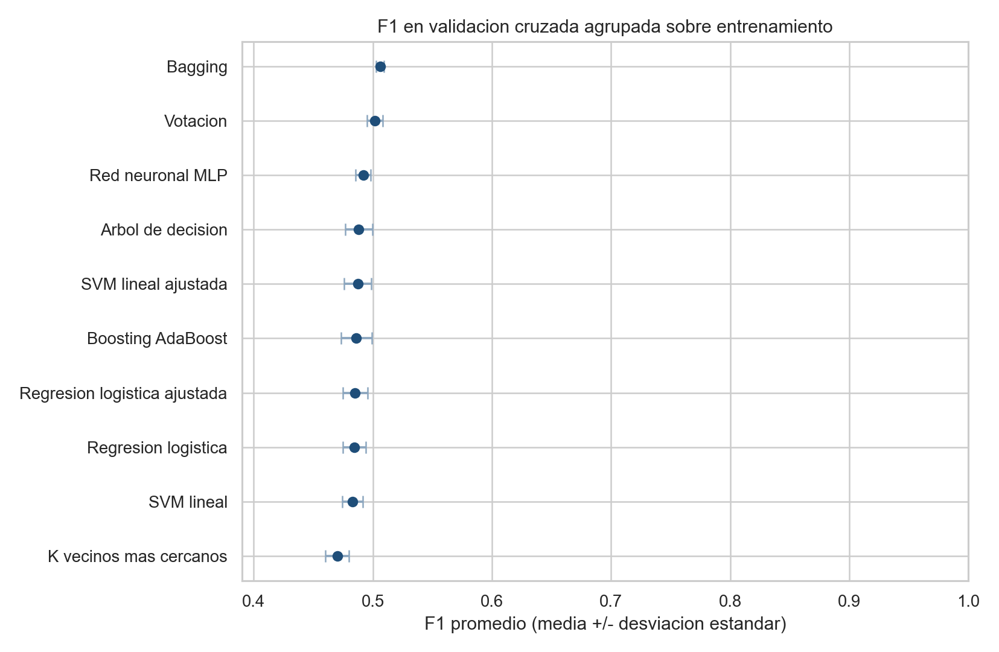 F1 en validacion cruzada agrupada sobre entrenamiento
Bagging
Votacion
Red neuronal MLP
Arbol de decision
SVM lineal ajustada
Boosting AdaBoost
Regresion logistica ajustada
Regresion logistica
SVM lineal
K vecinos mas cercanos
0.4 0.5 0.6 0.7 0.8 0.9 1.0
F1 promedio (media +/- desviacion estandar)